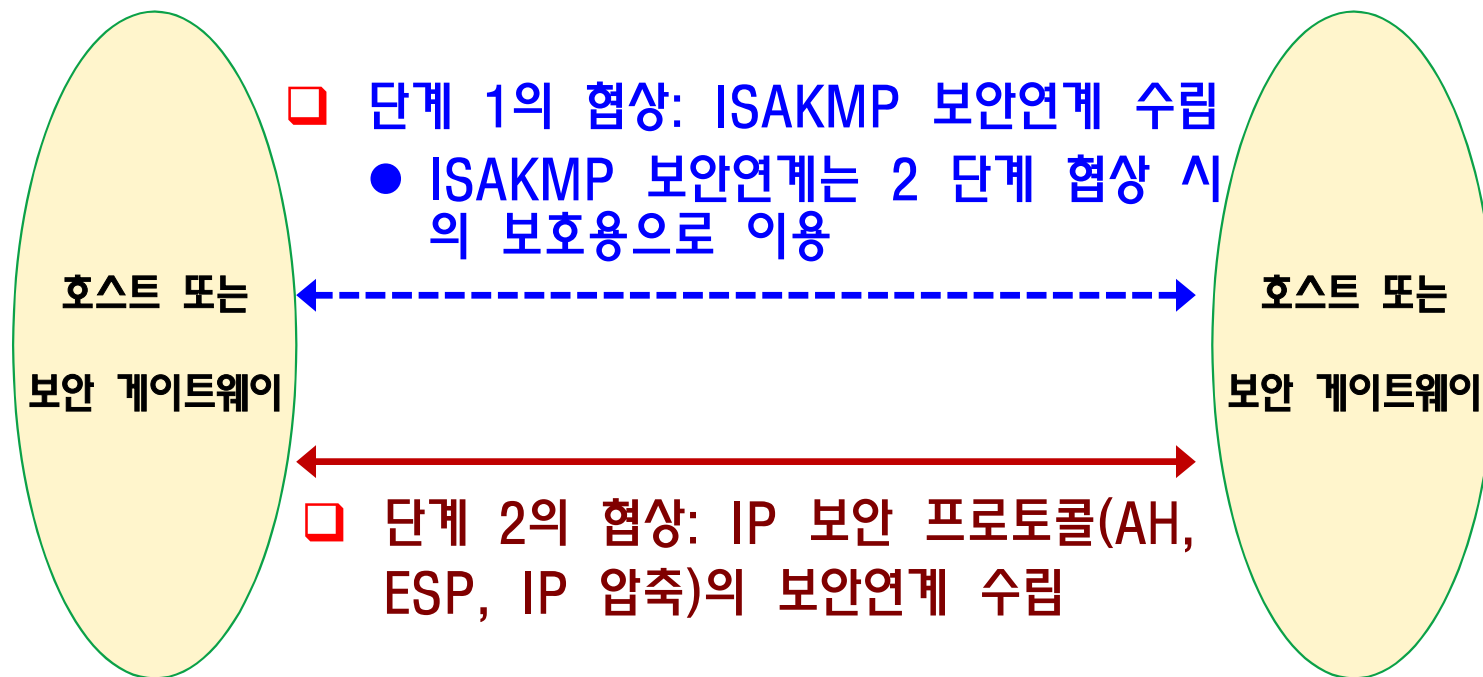 단계 1의 협상: ISAKMP 보안연계 수립
ISAKMP 보안연계는 2 단계 협상 시
의 보호용으로 이용
호스트 또는
보안 게이트웨이
호스트 또는
보안 게이트웨이
단계 2의 협상: IP 보안 프로토콜(AH,
ESP, IP 압축)의 보안연계 수립